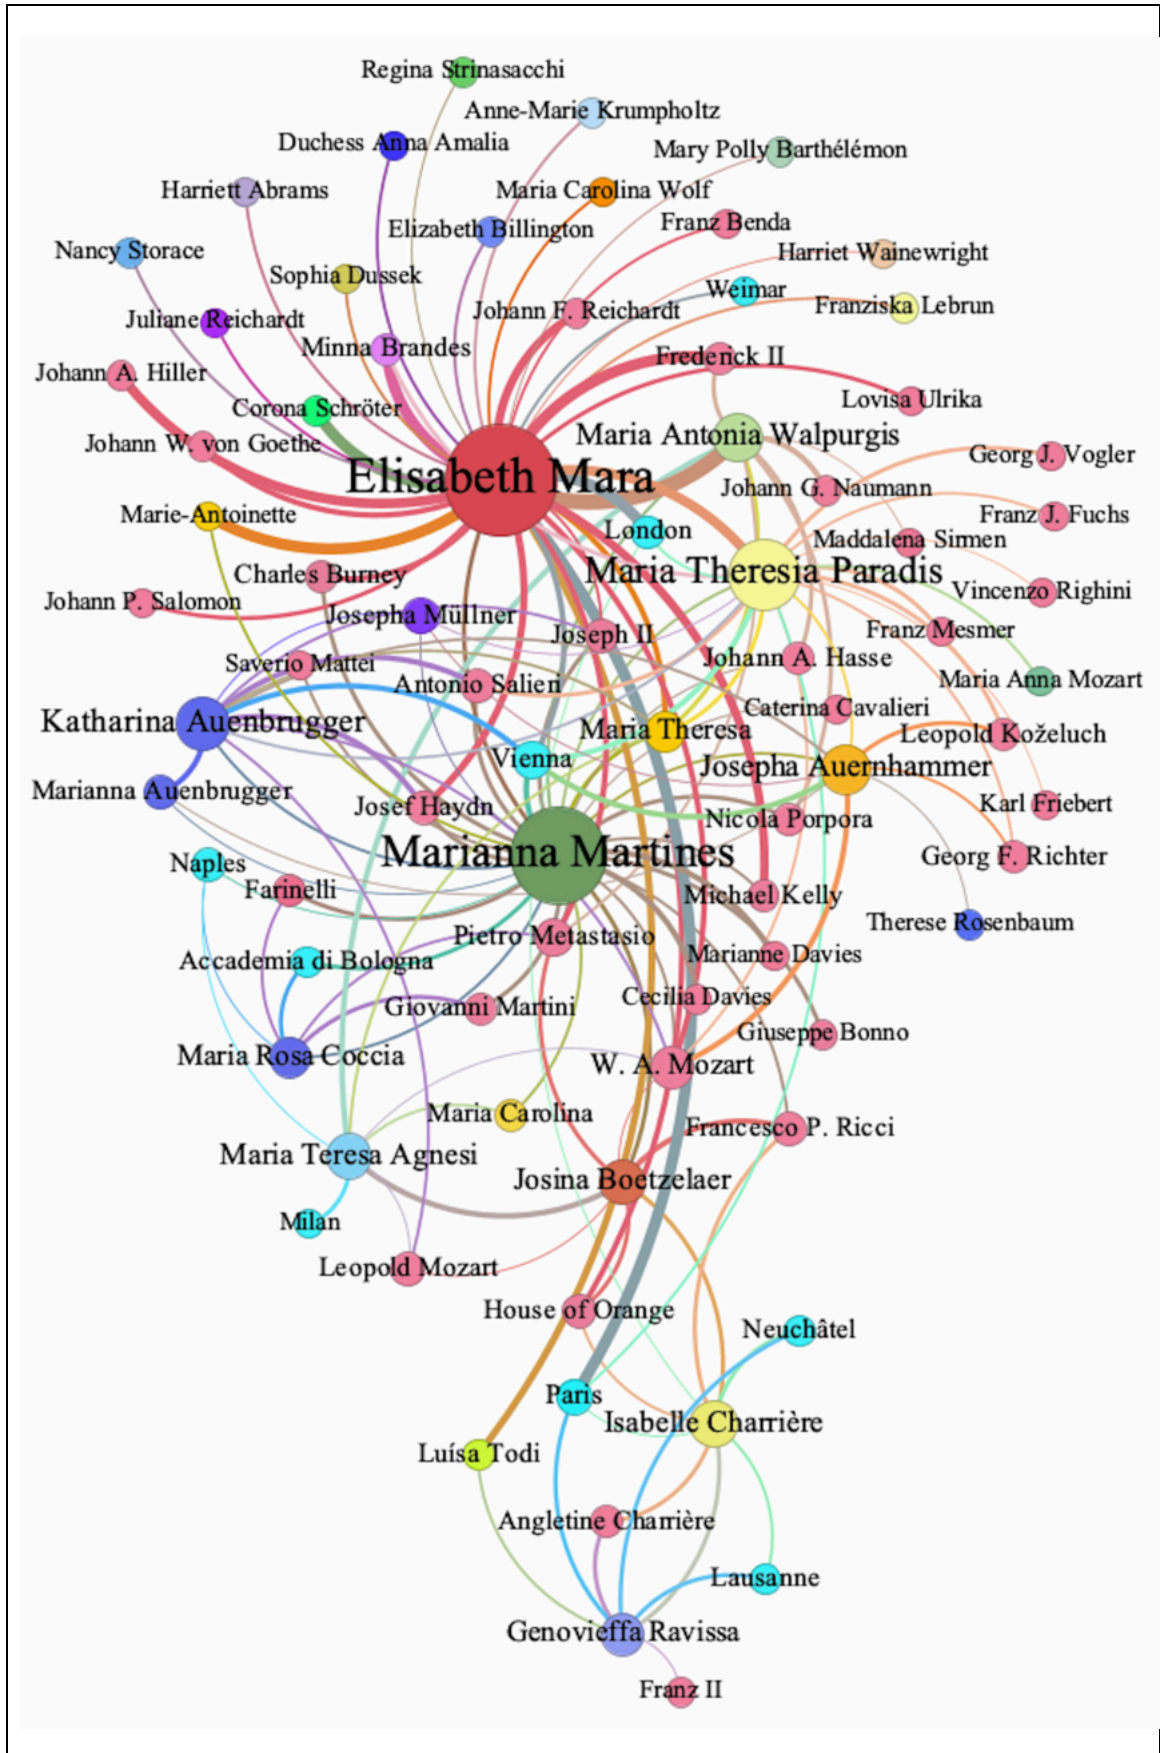 Regina Strinasacchi
Anne-Marie Krumpholtz
Duchess Anna Amalia
Mary Polly Barthélémon
Harriett Abrams
Maria Carolina Wolf
Franz Benda
Elizabeth Billington
Nancy Storace
Harriet Wainewright
Sophia Dussek
Weimar
Franziska Lebrun
Johann F. Reichardt
Juliane Reichardt
Minna Brandes
Frederick II
Johann A. Hiller
Lovisa Ulrika
Corona Schröter
Maria Antonia Walpurgis
Johann W. von Goethe
Georg J. Vogler
Elisabeth Mara
Johann G. Naumann
Marie-Antoinette
Franz J. Fuchs
London
Maddalena Sirmen
Charles Burney
Maria Theresia Paradis
Vincenzo Righini
Johann P. Salomon
Josepha Müllner
Joseph II
Franz Mesmer
Saverio Mattei
Johann A. Hasse
Antonio Salieri
Maria Anna Mozart
Caterina Cavalieri
Katharina Auenbrugger
Maria Theresa
Leopold Koželuch
Vienna
Josepha Auernhammer
Marianna Auenbrugger
Karl Friebert
Josef Haydn
Nicola Porpora
Marianna Martines
Georg F. Richter
Naples
Farinelli
Michael Kelly
Therese Rosenbaum
Pietro Metastasio
Marianne Davies
Accademia di Bologna
Cecilia Davies
Giovanni Martini
Giuseppe Bonno
Maria Rosa Coccia
W. A. Mozart
Maria Carolina
Francesco P. Ricci
Maria Teresa Agnesi
Josina Boetzelaer
Milan
Leopold Mozart
House of Orange
Neuchâtel
Paris
Isabelle Charrière
Luísa Todi
Angletine Charrière
Lausanne
Genovieffa Ravissa
Franz II